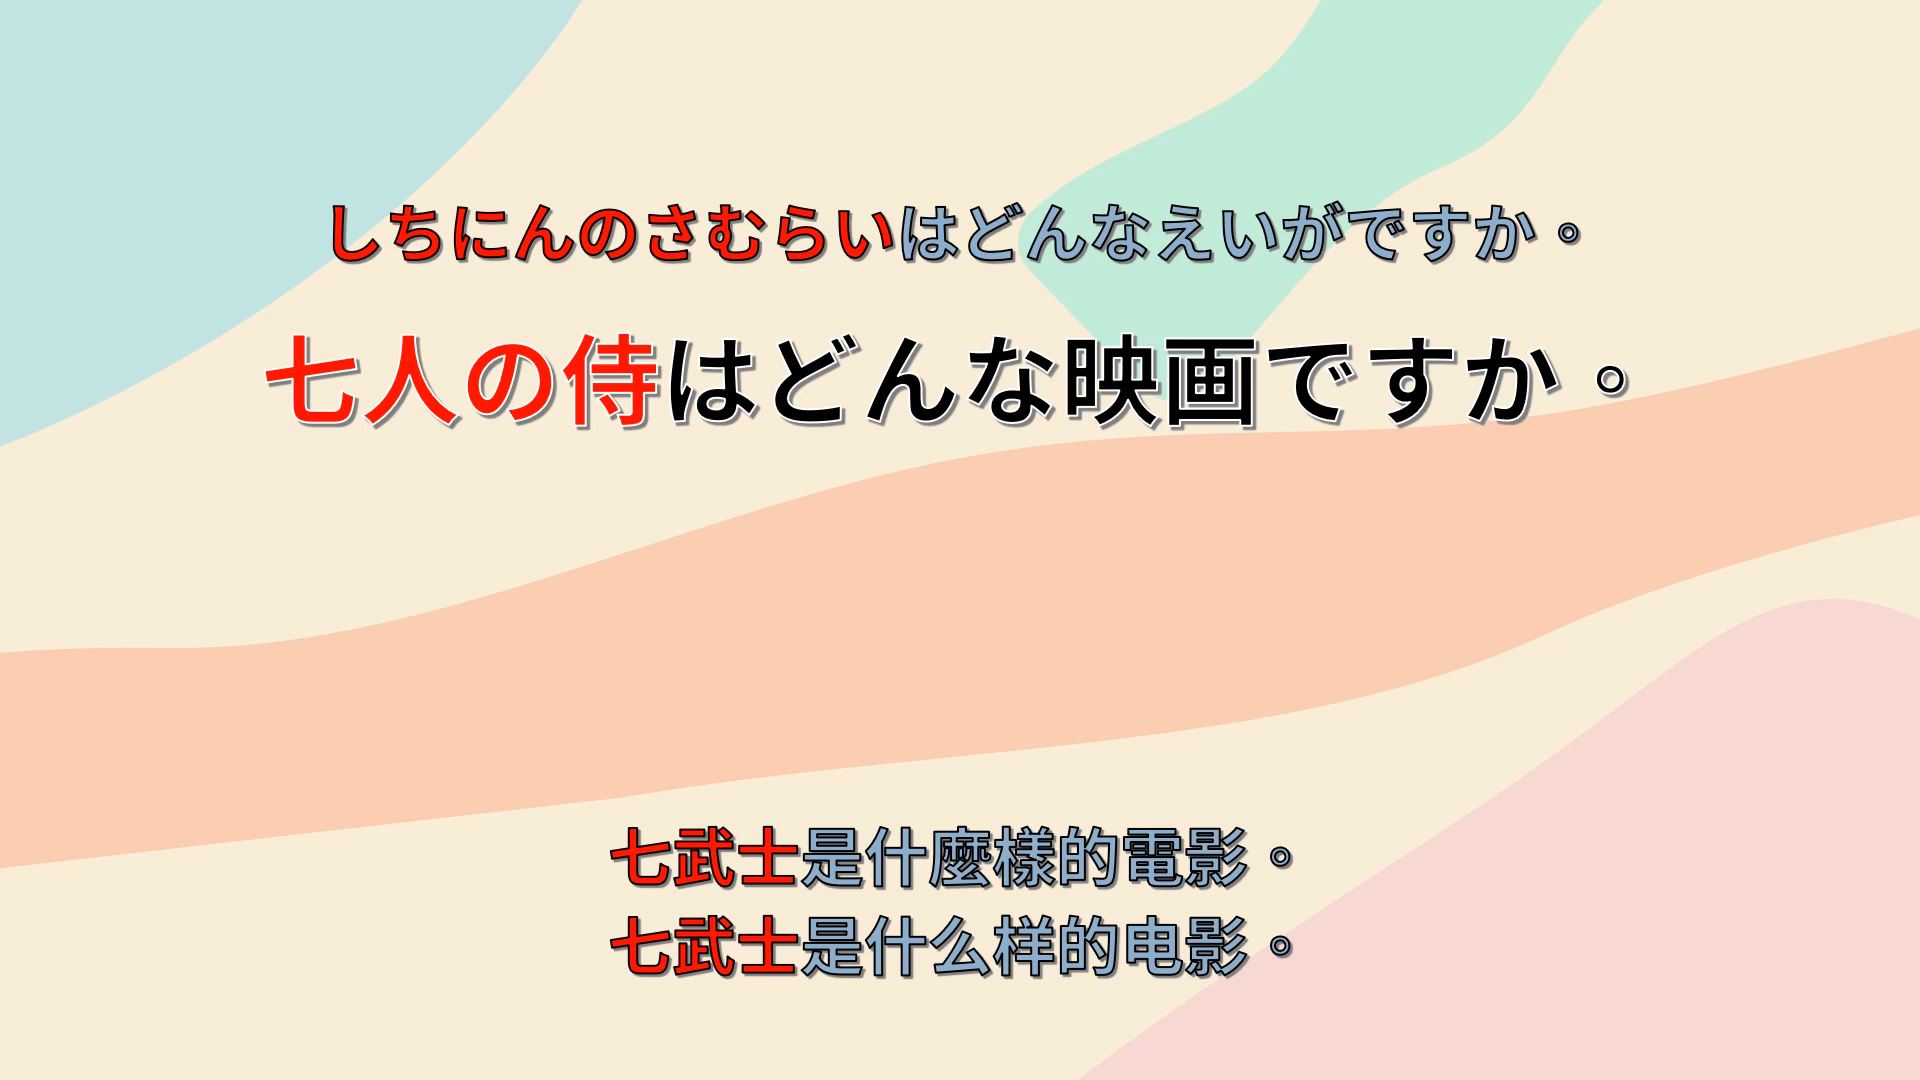 しちにんのさむらいはどんなえいがですか。
七人の侍はどんな映画ですか。
七武士是什麼樣的電影。
七武士是什么样的电影。